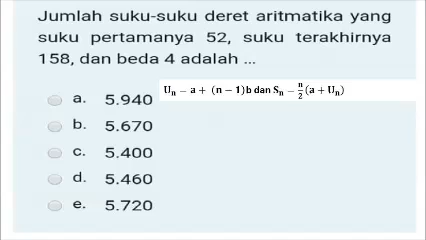 Jumlah suku-suku deret aritmatika yang
suku pertamanya 52, suku terakhirnya
158, dan beda 4 adalah ...
Uₙ = a + (n − 1)b dan Sₙ = n/2 (a + Uₙ)
a. 5.940
b. 5.670
c. 5.400
d. 5.460
e. 5.720